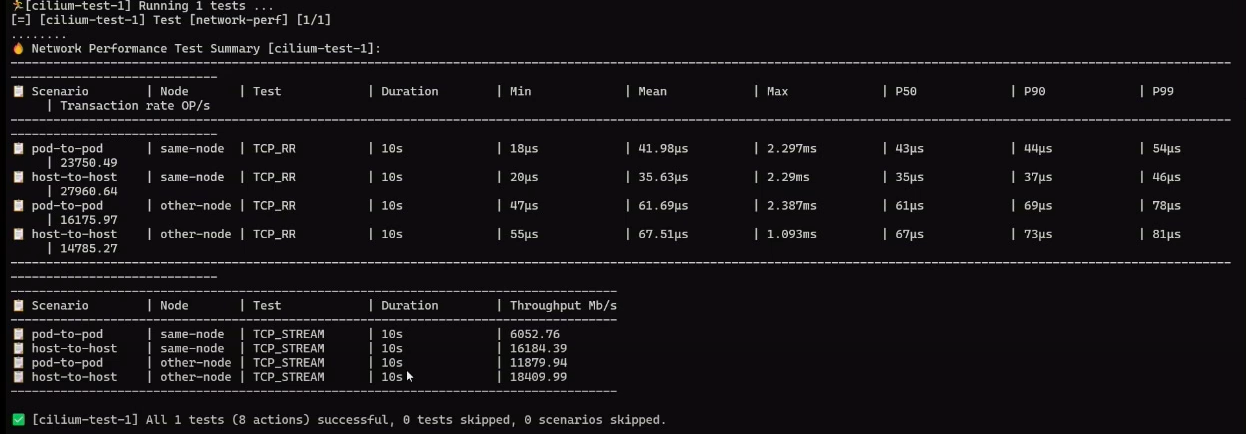 🏃[cilium-test-1] Running 1 tests ...
[=] [cilium-test-1] Test [network-perf] [1/1]
........
🔥 Network Performance Test Summary [cilium-test-1]:
📋 Scenario | Node | Test | Duration | Min | Mean | Max | P50 | P90 | P99
| Transaction rate OP/s
📋 pod-to-pod | same-node | TCP_RR | 10s | 18µs | 41.98µs | 2.297ms | 43µs | 44µs | 54µs
| 23750.49
📋 host-to-host | same-node | TCP_RR | 10s | 20µs | 35.63µs | 2.29ms | 35µs | 37µs | 46µs
| 27960.64
📋 pod-to-pod | other-node | TCP_RR | 10s | 47µs | 61.69µs | 2.387ms | 61µs | 69µs | 78µs
| 16175.97
📋 host-to-host | other-node | TCP_RR | 10s | 55µs | 67.51µs | 1.093ms | 67µs | 73µs | 81µs
| 14785.27
📋 Scenario | Node | Test | Duration | Throughput Mb/s
📋 pod-to-pod | same-node | TCP_STREAM | 10s | 6052.76
📋 host-to-host | same-node | TCP_STREAM | 10s | 16184.39
📋 pod-to-pod | other-node | TCP_STREAM | 10s | 11879.94
📋 host-to-host | other-node | TCP_STREAM | 10s | 18409.99
✅ [cilium-test-1] All 1 tests (8 actions) successful, 0 tests skipped, 0 scenarios skipped.